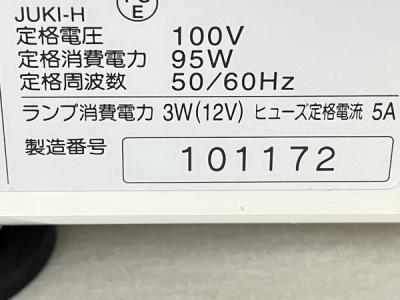 JUKI-H
E
定格電圧 100V
定格消費電力 95W
定格周波数 50/60Hz
ランプ消費電力 3W(12V) ヒューズ定格電流 5A
製造番号 101172